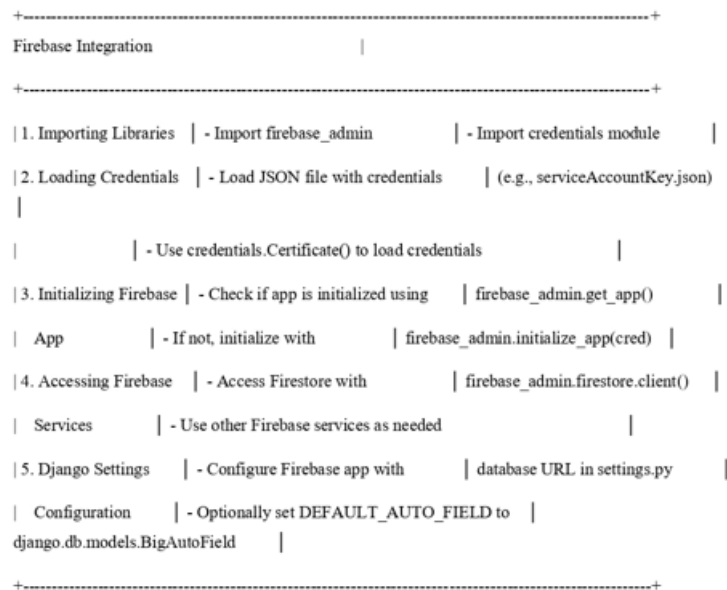 +----------------------------------------------------------------------------------------------------------------+
Firebase Integration |
+----------------------------------------------------------------------------------------------------------------+
| 1. Importing Libraries | - Import firebase_admin | - Import credentials module |
| 2. Loading Credentials | - Load JSON file with credentials | (e.g., serviceAccountKey.json)
|
| | - Use credentials.Certificate() to load credentials |
| 3. Initializing Firebase | - Check if app is initialized using | firebase_admin.get_app() |
| App | - If not, initialize with | firebase_admin.initialize_app(cred) |
| 4. Accessing Firebase | - Access Firestore with | firebase_admin.firestore.client() |
| Services | - Use other Firebase services as needed |
| 5. Django Settings | - Configure Firebase app with | database URL in settings.py |
| Configuration | - Optionally set DEFAULT_AUTO_FIELD to |
django.db.models.BigAutoField |
+----------------------------------------------------------------------------------------------------------------+